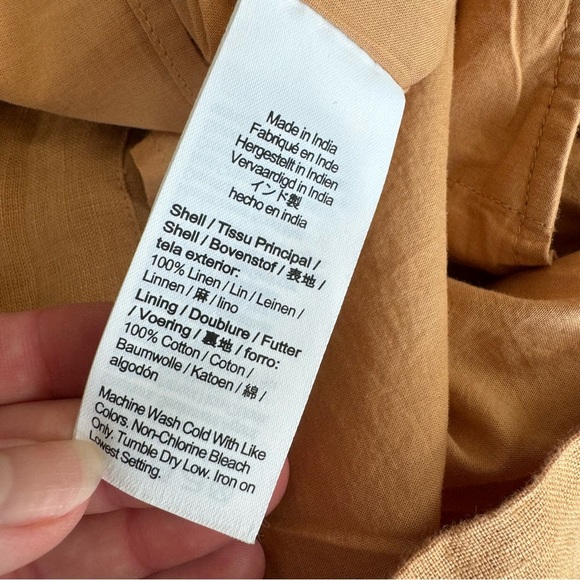 Made in India
Fabriqué en Inde
Hergestellt in Indien
Vervaardigd in India
インド製
hecho en india
Shell / Tissu Principal /
Shell / Bovenstof / 表地 /
tela exterior:
100% Linen / Lin / Leinen /
Linnen / 麻 / lino
Lining / Doublure / Futter
/ Voering / 裏地 / forro:
100% Cotton / Coton /
Baumwolle / Katoen / 綿 /
algodón
Machine Wash Cold With Like
Colors. Non-Chlorine Bleach
Only. Tumble Dry Low. Iron on
Lowest Setting.